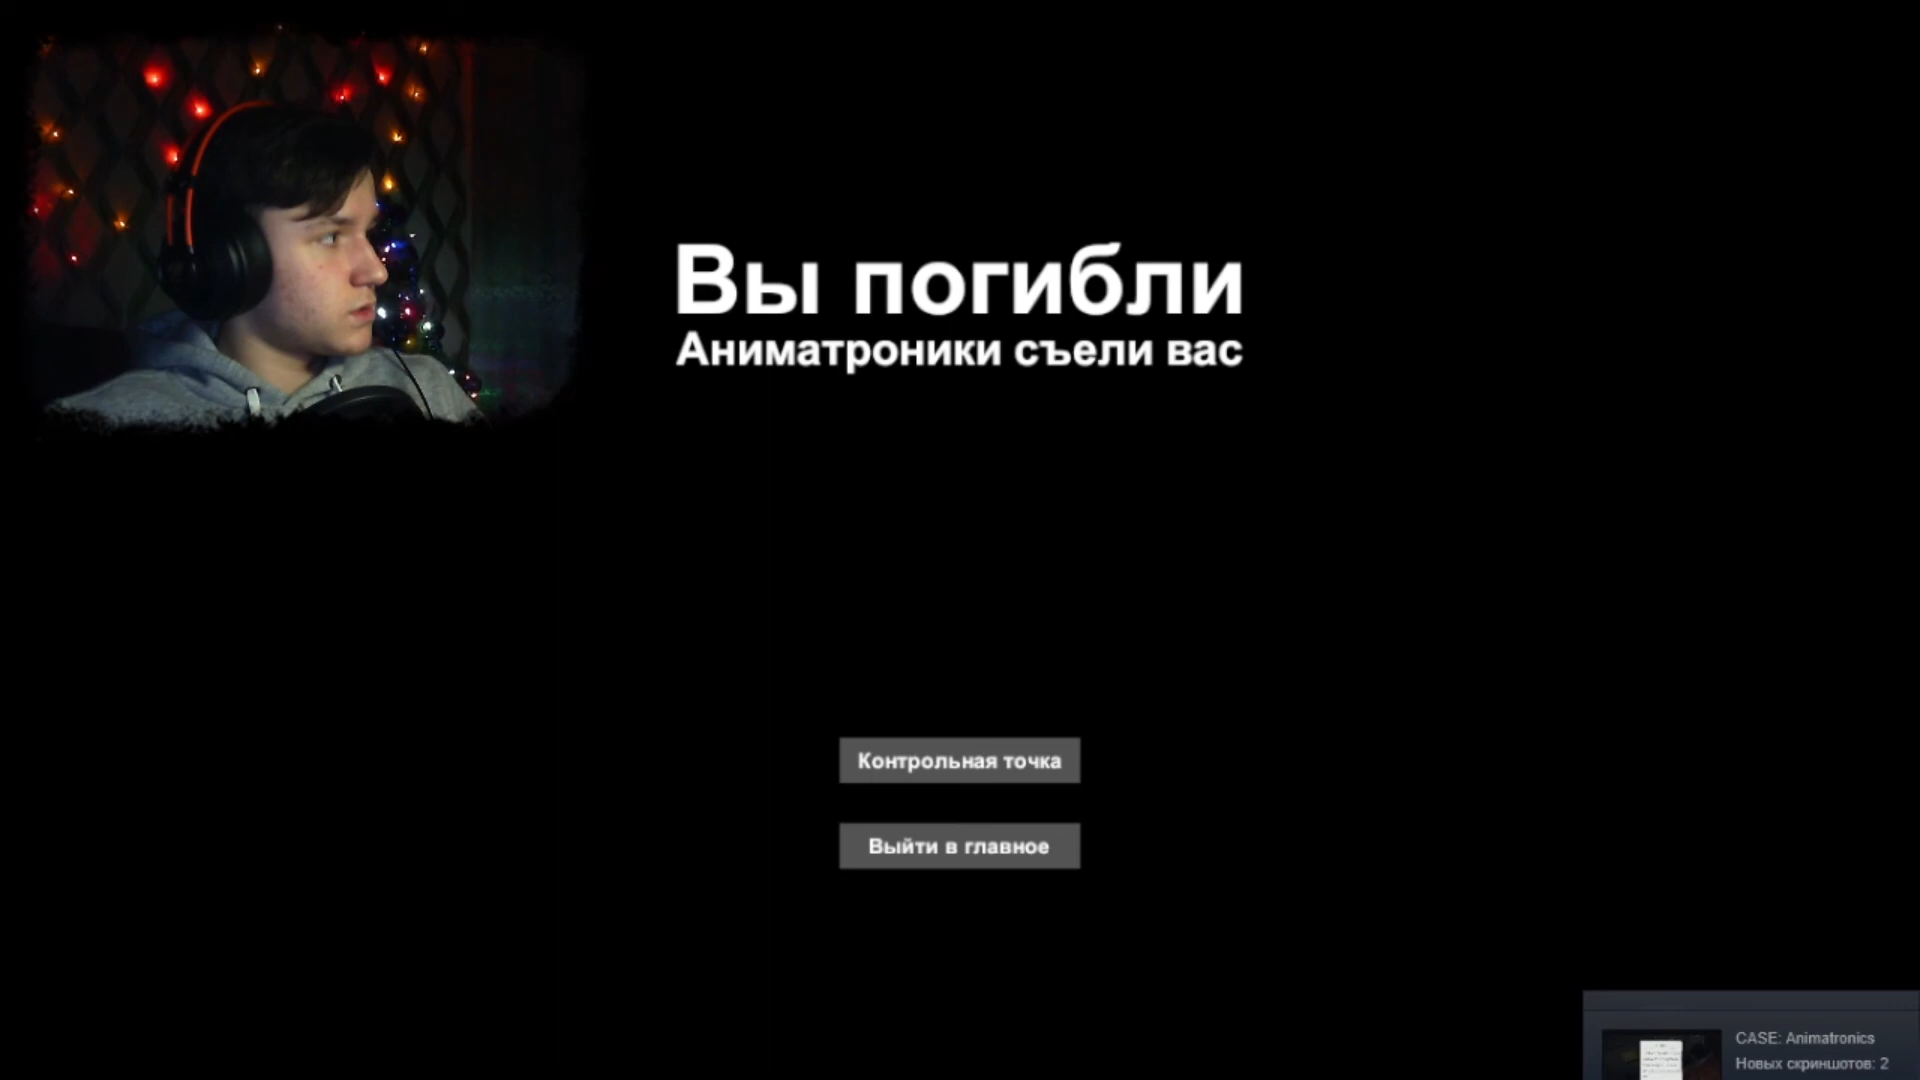 Вы погибли
Аниматроники съели вас
Контрольная точка
Выйти в главное
CASE: Animatronics
Новых скриншотов: 2